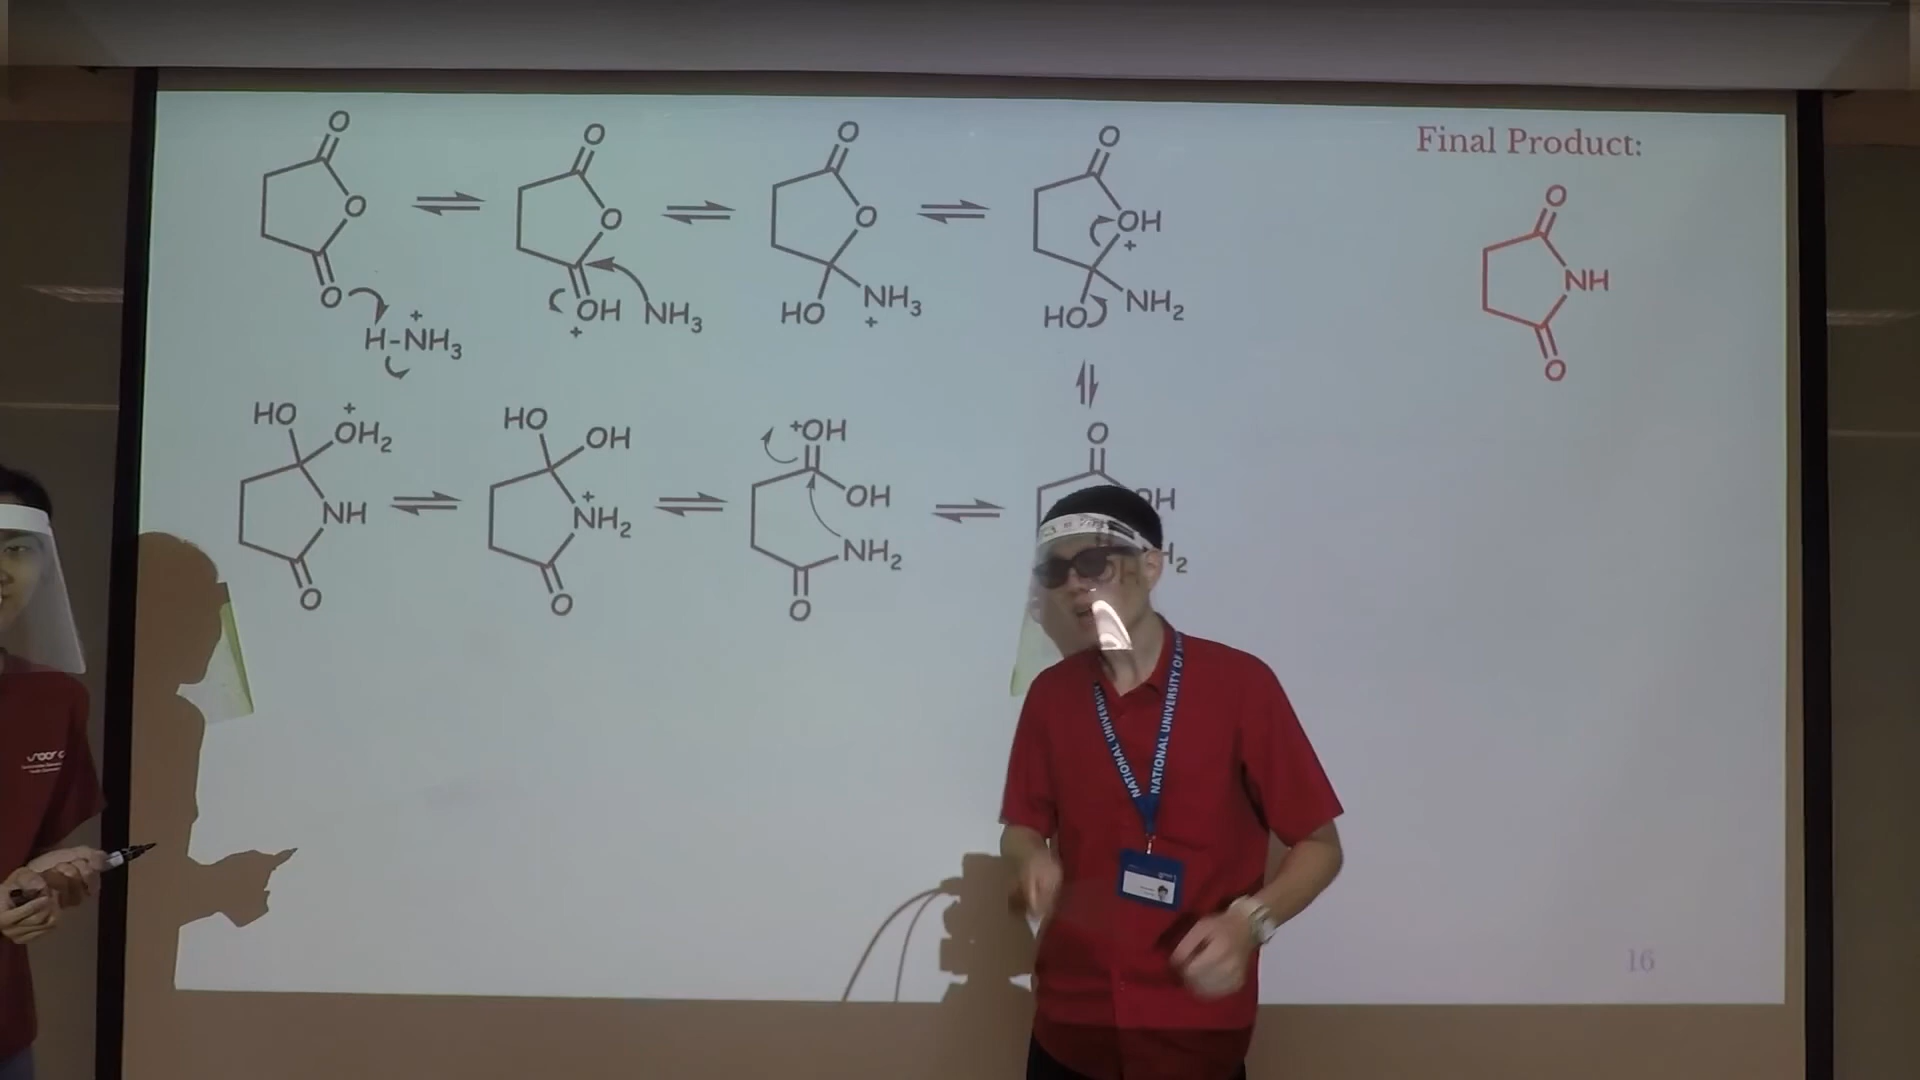 Final Product:
O
O
O
O
O
O
O
O
OH
+
O
OH
+
NH3
HO
NH3
+
HO
NH2
NH
O
O
+
H-NH3
HO
+
OH2
NH
O
HO
OH
+
NH2
O
+OH
OH
NH2
O
O
NATIONAL UNIVERSITY
NATIONAL UNIVERSITY OF
16